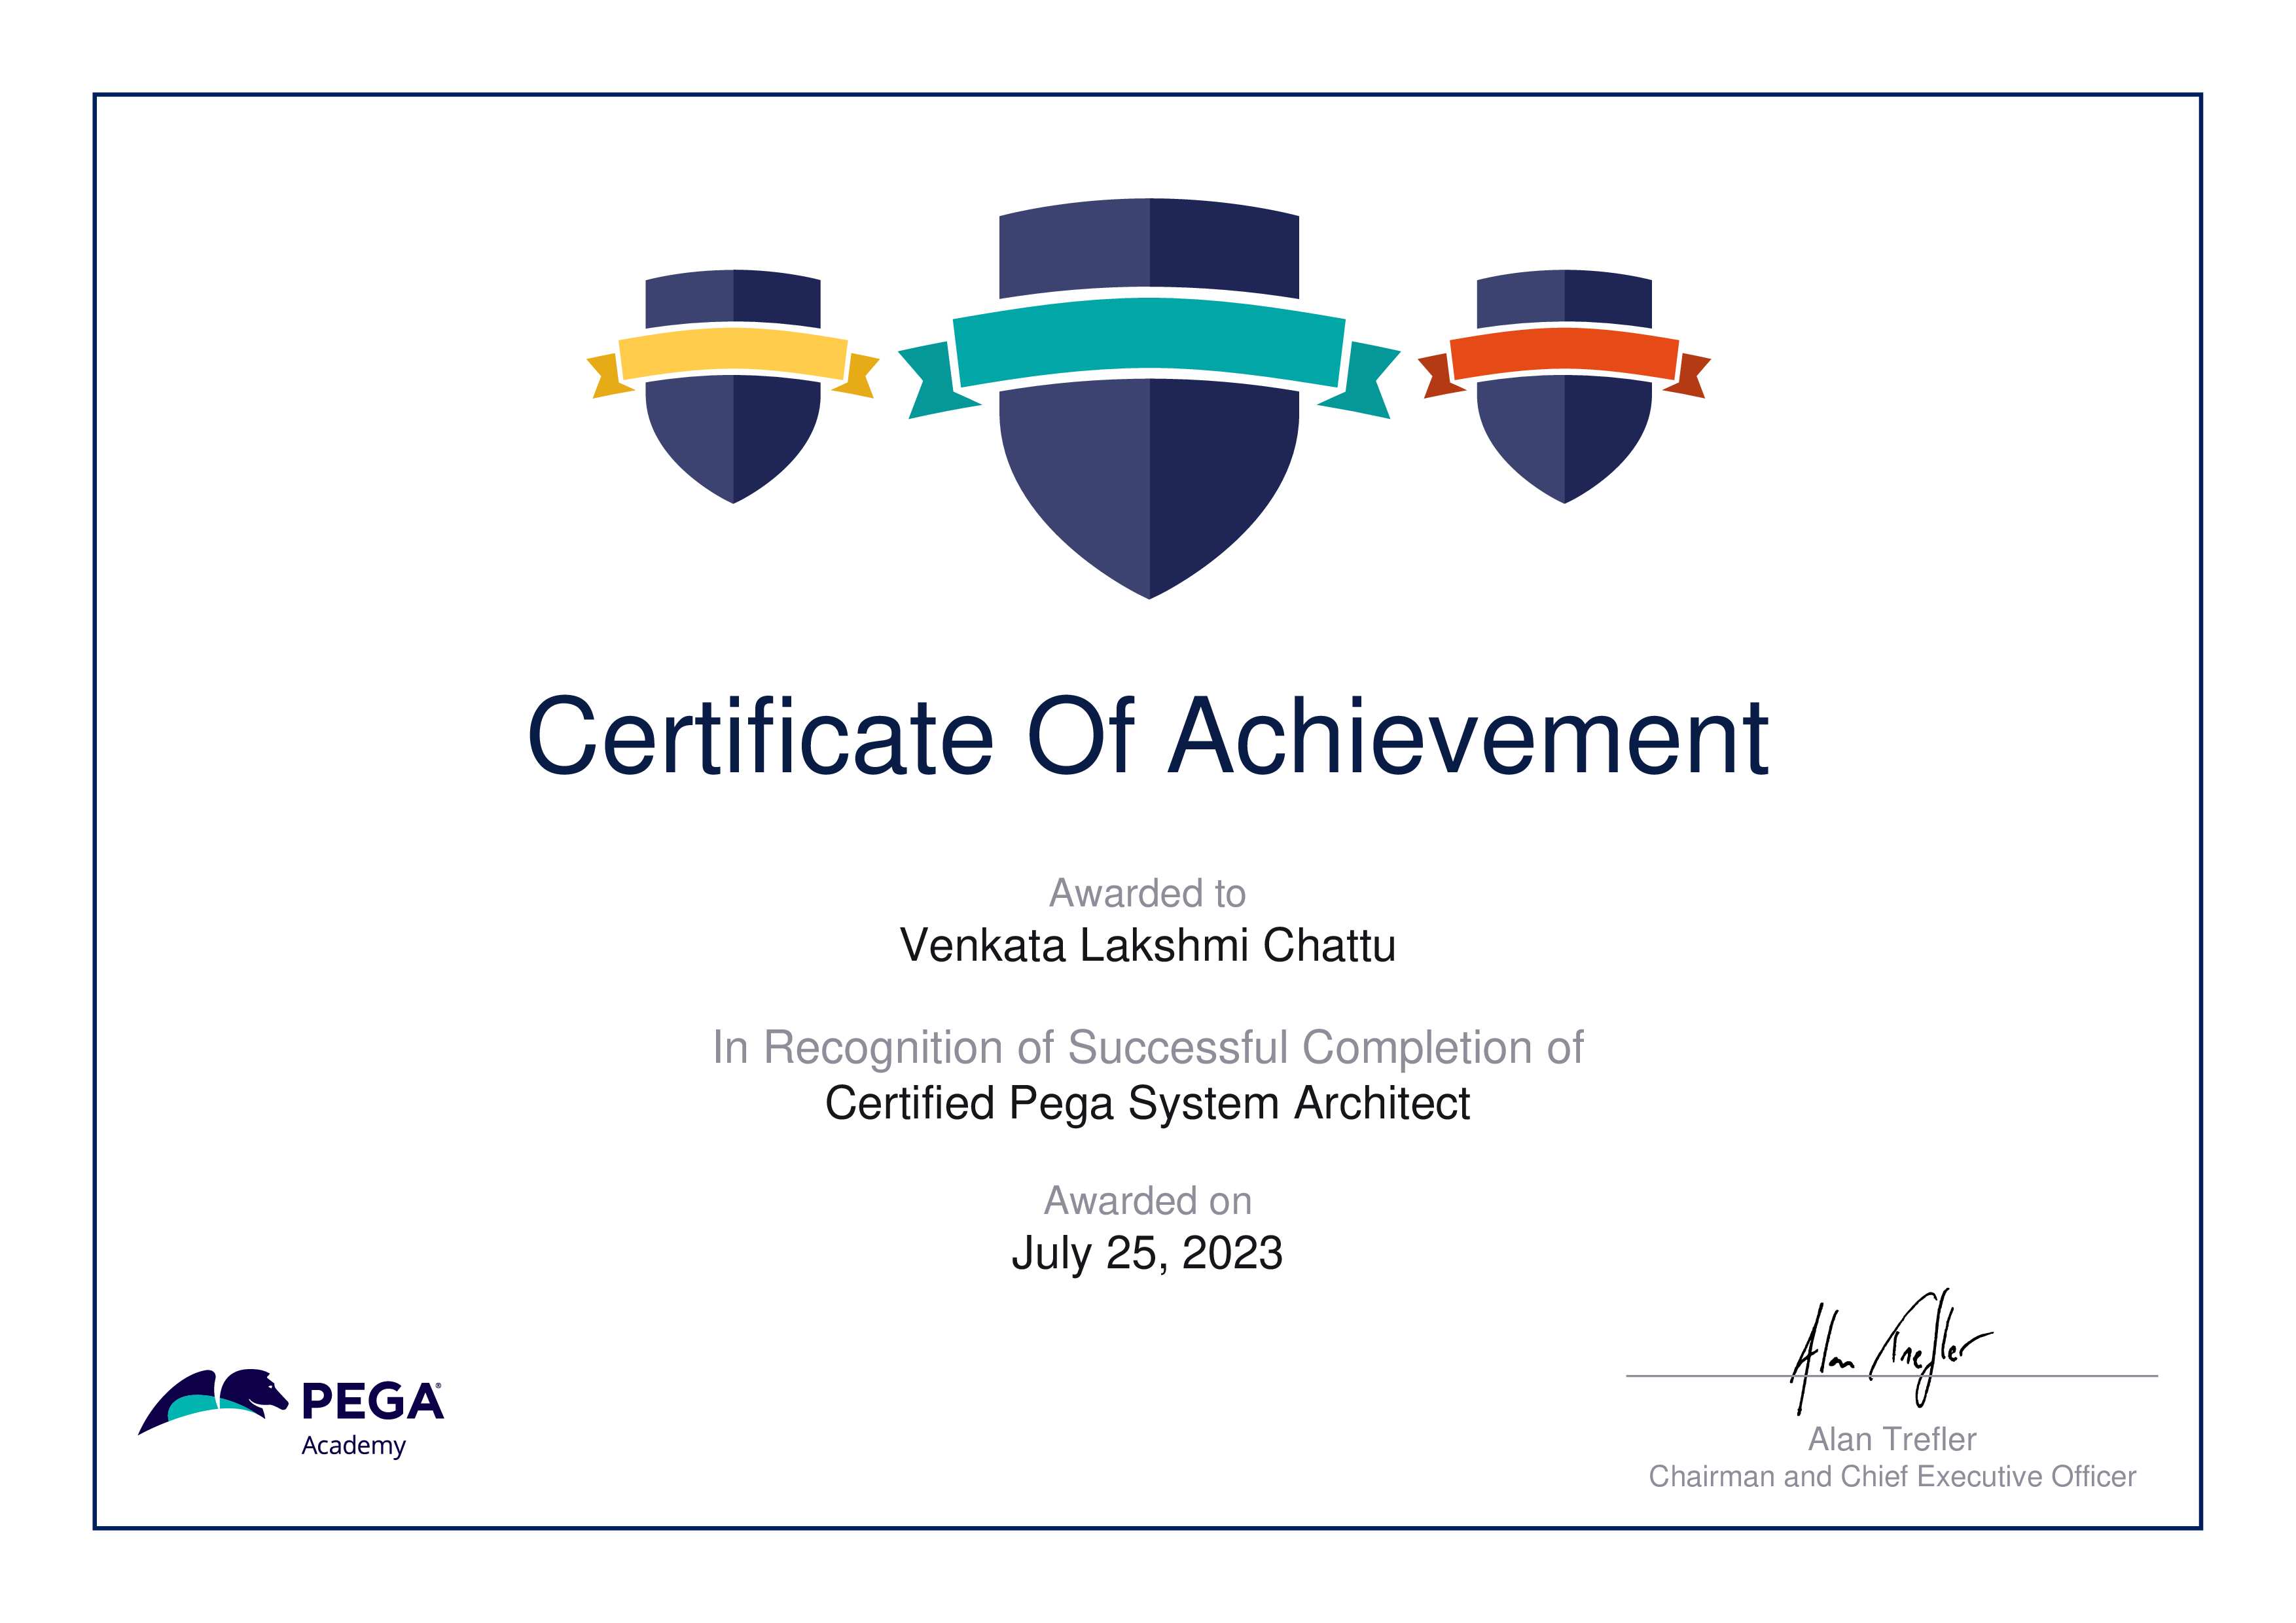 Certificate Of Achievement
Awarded to
Venkata Lakshmi Chattu
In Recognition of Successful Completion of
Certified Pega System Architect
Awarded on
July 25, 2023
PEGA®
Academy
Alan Trefler
Alan Trefler
Chairman and Chief Executive Officer